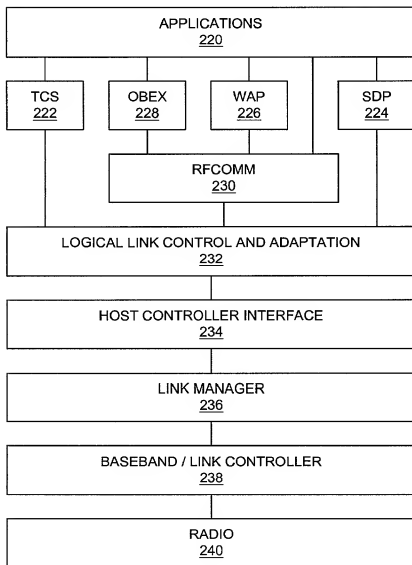 APPLICATIONS
220
TCS
222
OBEX
228
WAP
226
SDP
224
RFCOMM
230
LOGICAL LINK CONTROL AND ADAPTATION
232
HOST CONTROLLER INTERFACE
234
LINK MANAGER
236
BASEBAND / LINK CONTROLLER
238
RADIO
240